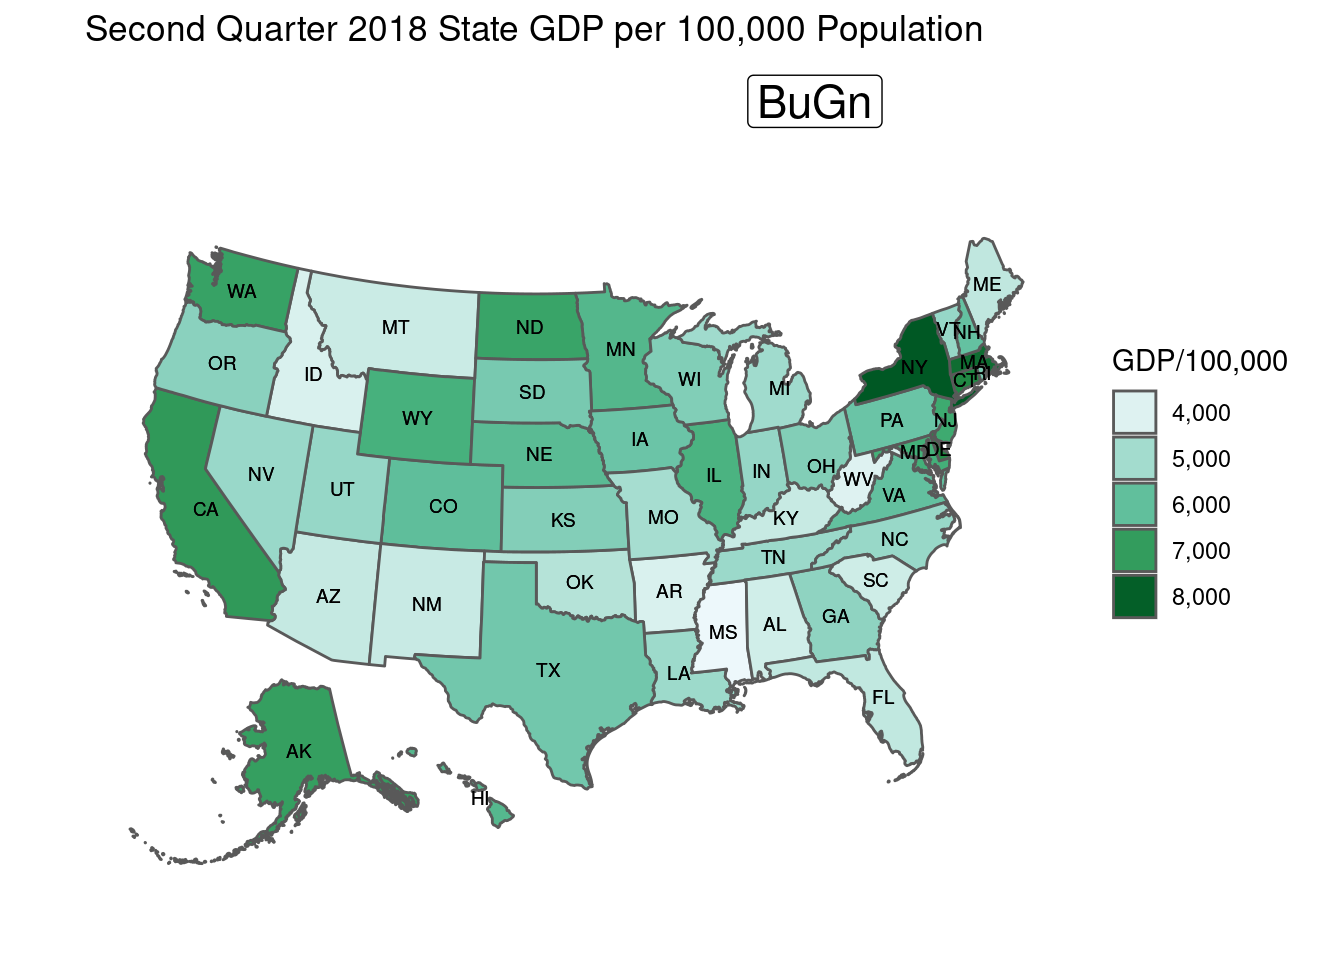 Second Quarter 2018 State GDP per 100,000 Population
BuGn
ME
WA
MT
ND
VT
NH
MN
OR
MA
NY
RI
ID
CT
WI
MI
SD
WY
PA
NJ
IA
MD
DE
NE
OH
NV
IL
IN
WV
UT
VA
CO
CA
KS
MO
KY
NC
TN
OK
SC
AZ
AR
NM
GA
AL
MS
TX
LA
FL
AK
HI
GDP/100,000
4,000
5,000
6,000
7,000
8,000